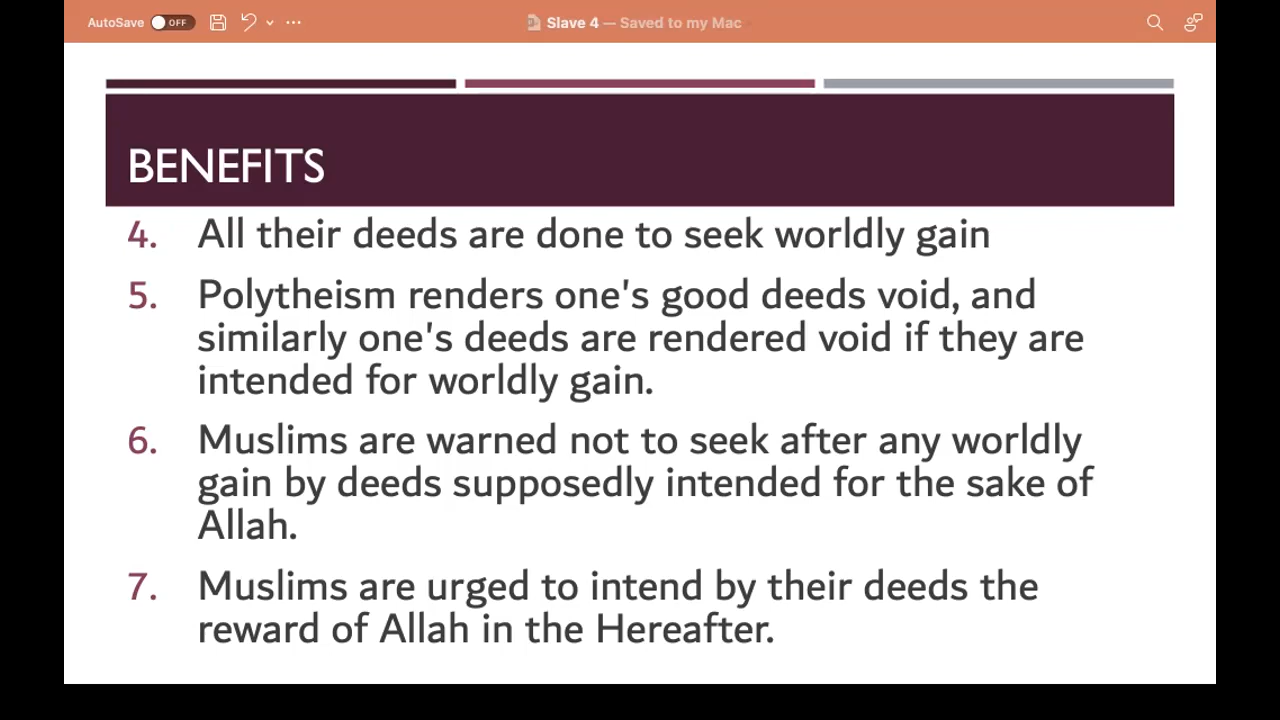 AutoSave OFF
Slave 4 — Saved to my Mac
BENEFITS
4. All their deeds are done to seek worldly gain
5. Polytheism renders one's good deeds void, and
similarly one's deeds are rendered void if they are
intended for worldly gain.
6. Muslims are warned not to seek after any worldly
gain by deeds supposedly intended for the sake of
Allah.
7. Muslims are urged to intend by their deeds the
reward of Allah in the Hereafter.